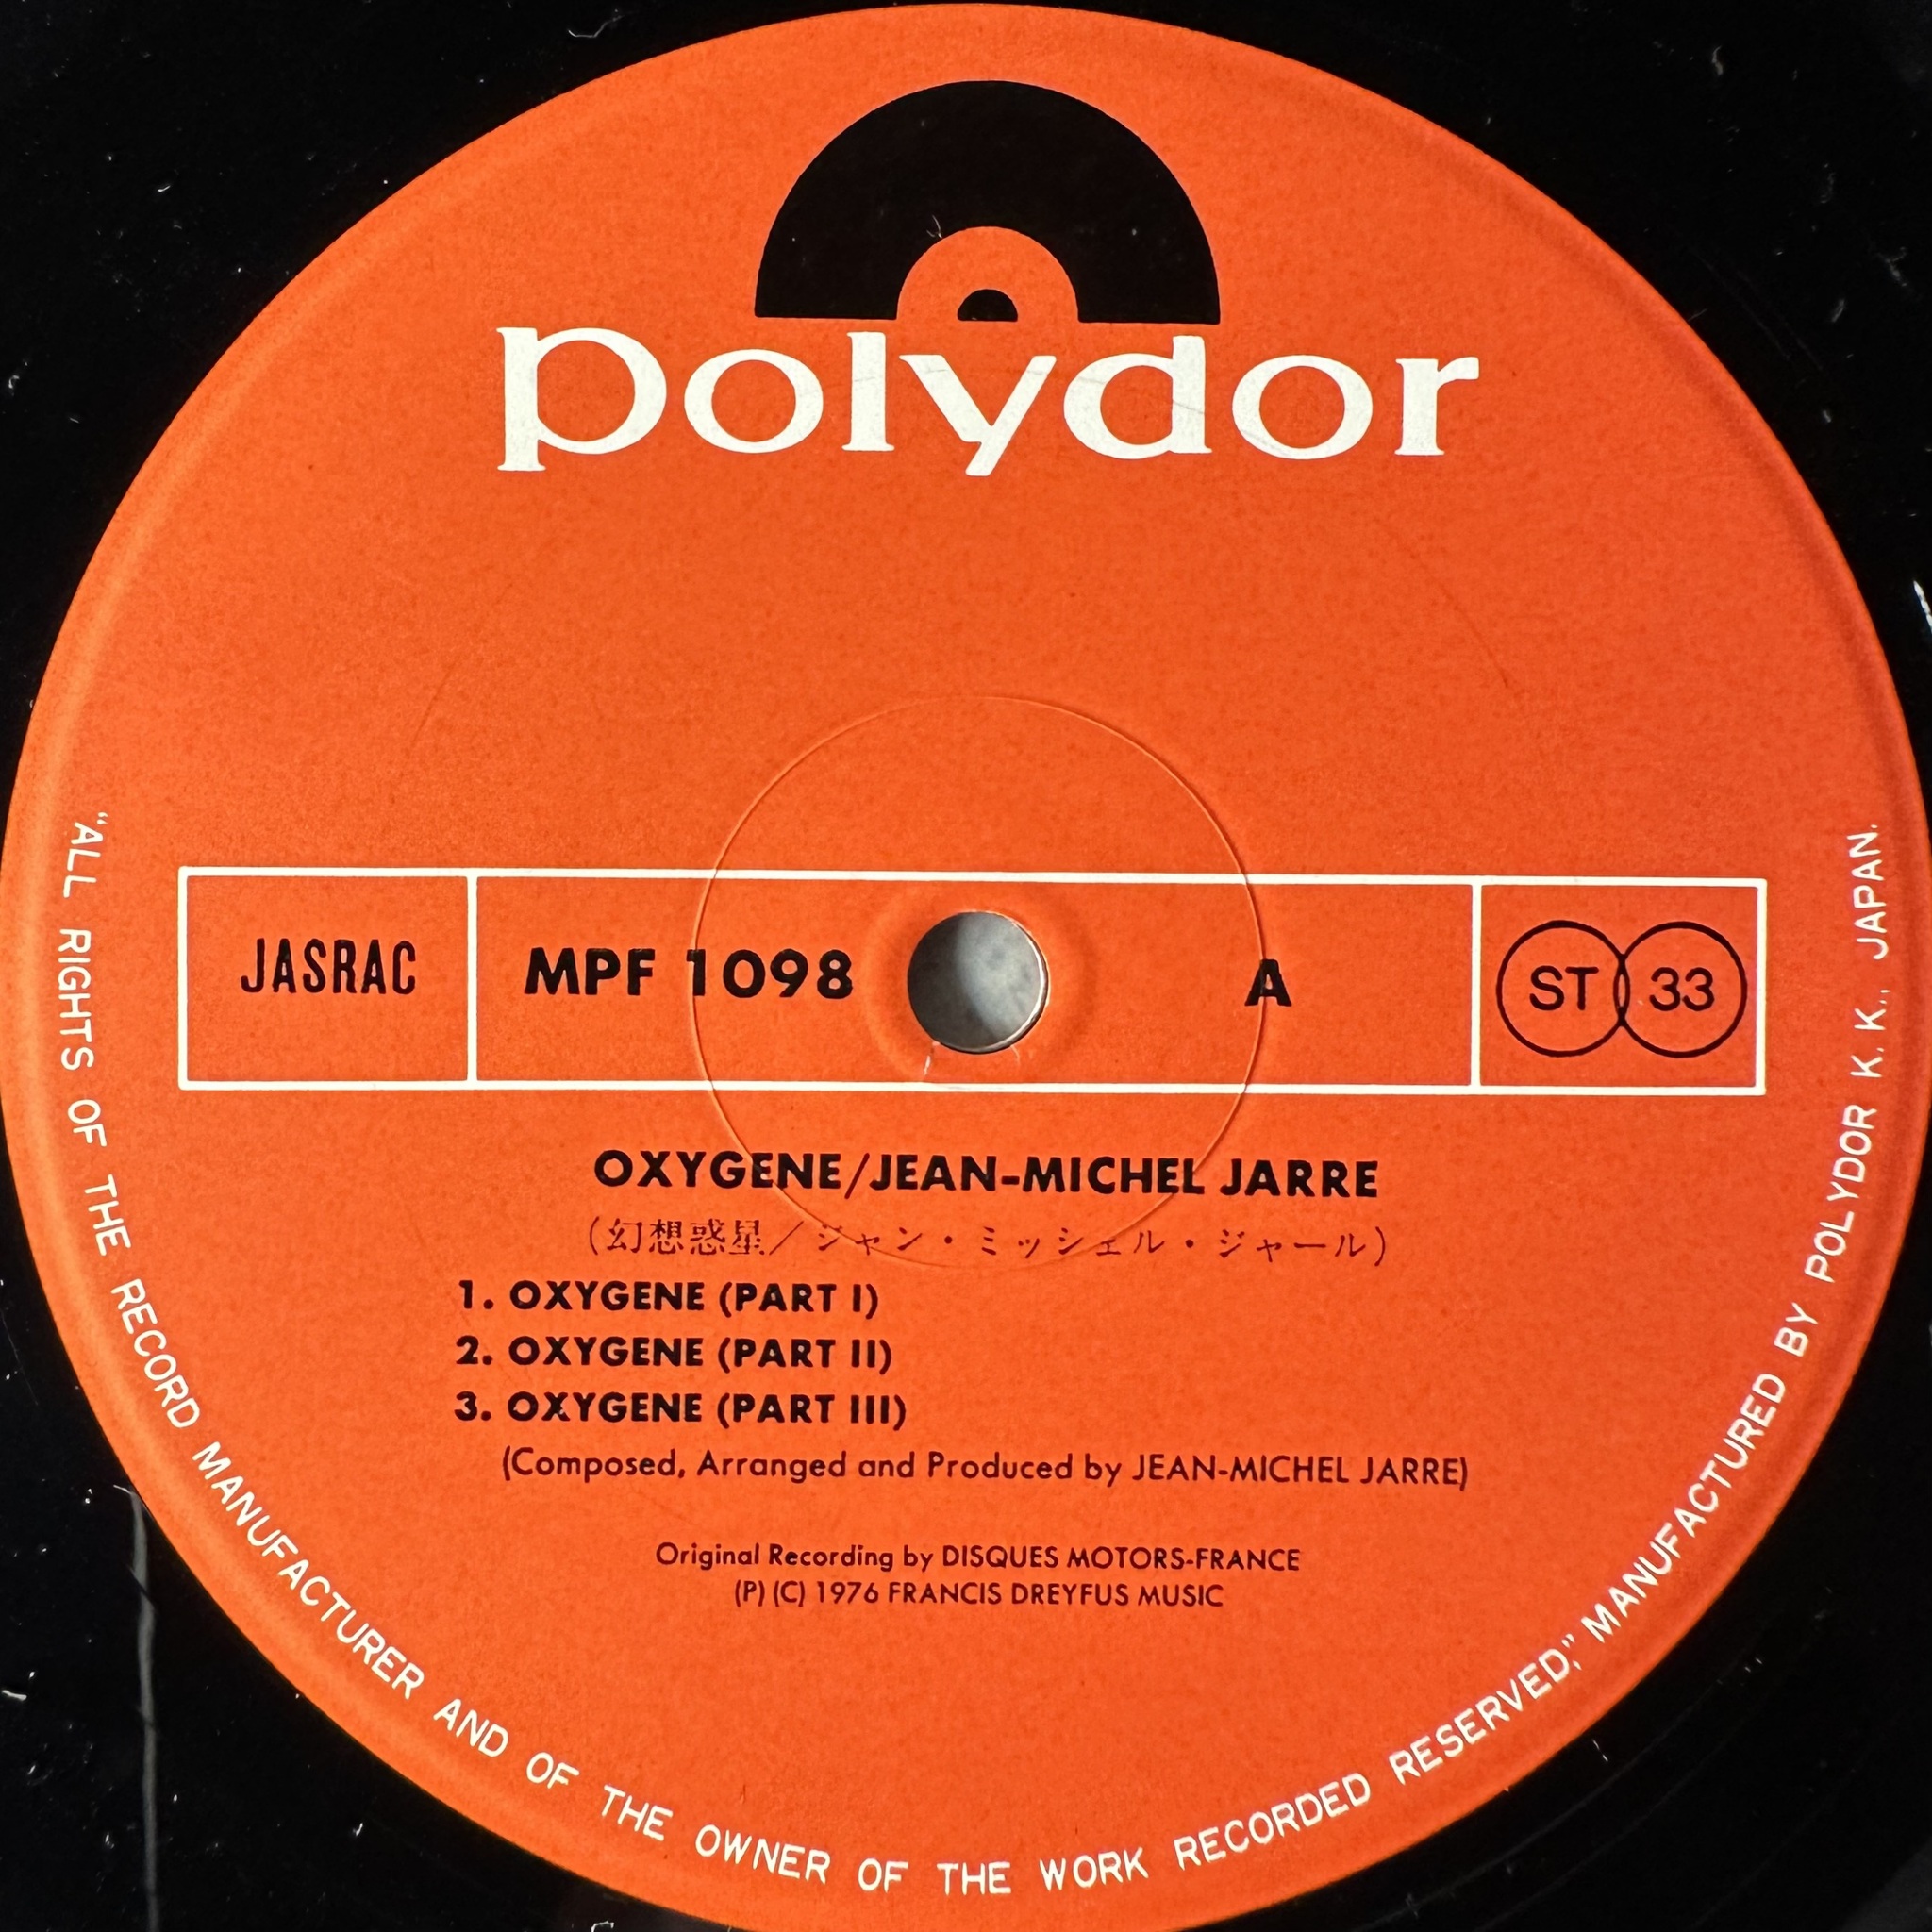 polydor
JASRAC
MPF 1098
A
ST 33
OXYGENE/JEAN-MICHEL JARRE
(幻想惑星／ジャン・ミッシェル・ジャール)
1. OXYGENE (PART I)
2. OXYGENE (PART II)
3. OXYGENE (PART III)
(Composed, Arranged and Produced by JEAN-MICHEL JARRE)
Original Recording by DISQUES MOTORS-FRANCE
(P) (C) 1976 FRANCIS DREYFUS MUSIC
"ALL RIGHTS OF THE RECORD MANUFACTURER AND OF THE OWNER OF THE WORK RECORDED RESERVED," MANUFACTURED BY POLYDOR K. K., JAPAN.